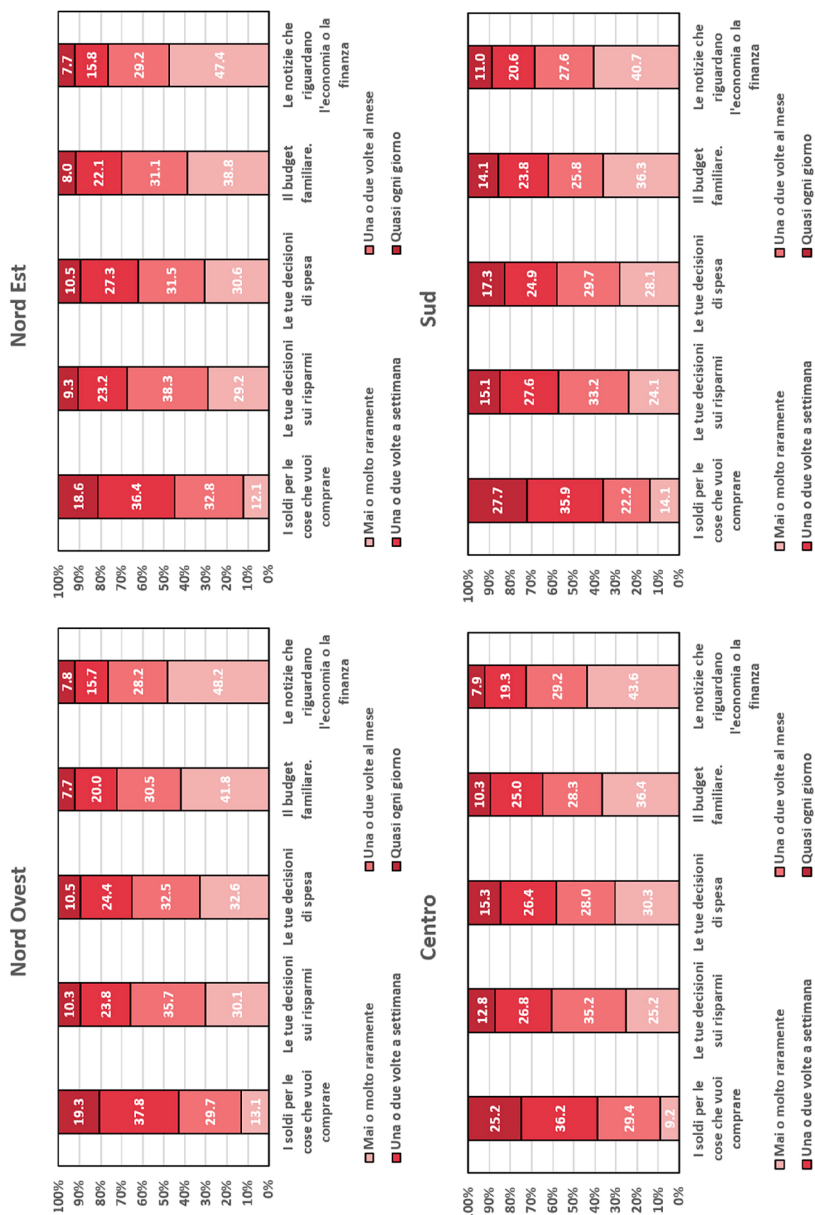 Nord Ovest
100%
90%
80%
70%
60%
50%
40%
30%
20%
10%
0%
19.3
37.8
29.7
13.1
10.3
23.8
35.7
30.1
10.5
24.4
32.5
32.6
7.7
20.0
30.5
41.8
7.8
15.7
28.2
48.2
I soldi per le
cose che vuoi
comprare
Le tue decisioni
sui risparmi
Le tue decisioni
di spesa
Il budget
familiare.
Le notizie che
riguardano
l'economia o la
finanza
Mai o molto raramente
Una o due volte al mese
Una o due volte a settimana
Quasi ogni giorno
Nord Est
100%
90%
80%
70%
60%
50%
40%
30%
20%
10%
0%
18.6
36.4
32.8
12.1
9.3
23.2
38.3
29.2
10.5
27.3
31.5
30.6
8.0
22.1
31.1
38.8
7.7
15.8
29.2
47.4
I soldi per le
cose che vuoi
comprare
Le tue decisioni
sui risparmi
Le tue decisioni
di spesa
Il budget
familiare.
Le notizie che
riguardano
l'economia o la
finanza
Mai o molto raramente
Una o due volte al mese
Una o due volte a settimana
Quasi ogni giorno
Centro
100%
90%
80%
70%
60%
50%
40%
30%
20%
10%
0%
25.2
36.2
29.4
9.2
12.8
26.8
35.2
25.2
15.3
26.4
28.0
30.3
10.3
25.0
28.3
36.4
7.9
19.3
29.2
43.6
I soldi per le
cose che vuoi
comprare
Le tue decisioni
sui risparmi
Le tue decisioni
di spesa
Il budget
familiare.
Le notizie che
riguardano
l'economia o la
finanza
Mai o molto raramente
Una o due volte al mese
Una o due volte a settimana
Quasi ogni giorno
Sud
100%
90%
80%
70%
60%
50%
40%
30%
20%
10%
0%
27.7
35.9
22.2
14.1
15.1
27.6
33.2
24.1
17.3
24.9
29.7
28.1
14.1
23.8
25.8
36.3
11.0
20.6
27.6
40.7
I soldi per le
cose che vuoi
comprare
Le tue decisioni
sui risparmi
Le tue decisioni
di spesa
Il budget
familiare.
Le notizie che
riguardano
l'economia o la
finanza
Mai o molto raramente
Una o due volte al mese
Una o due volte a settimana
Quasi ogni giorno